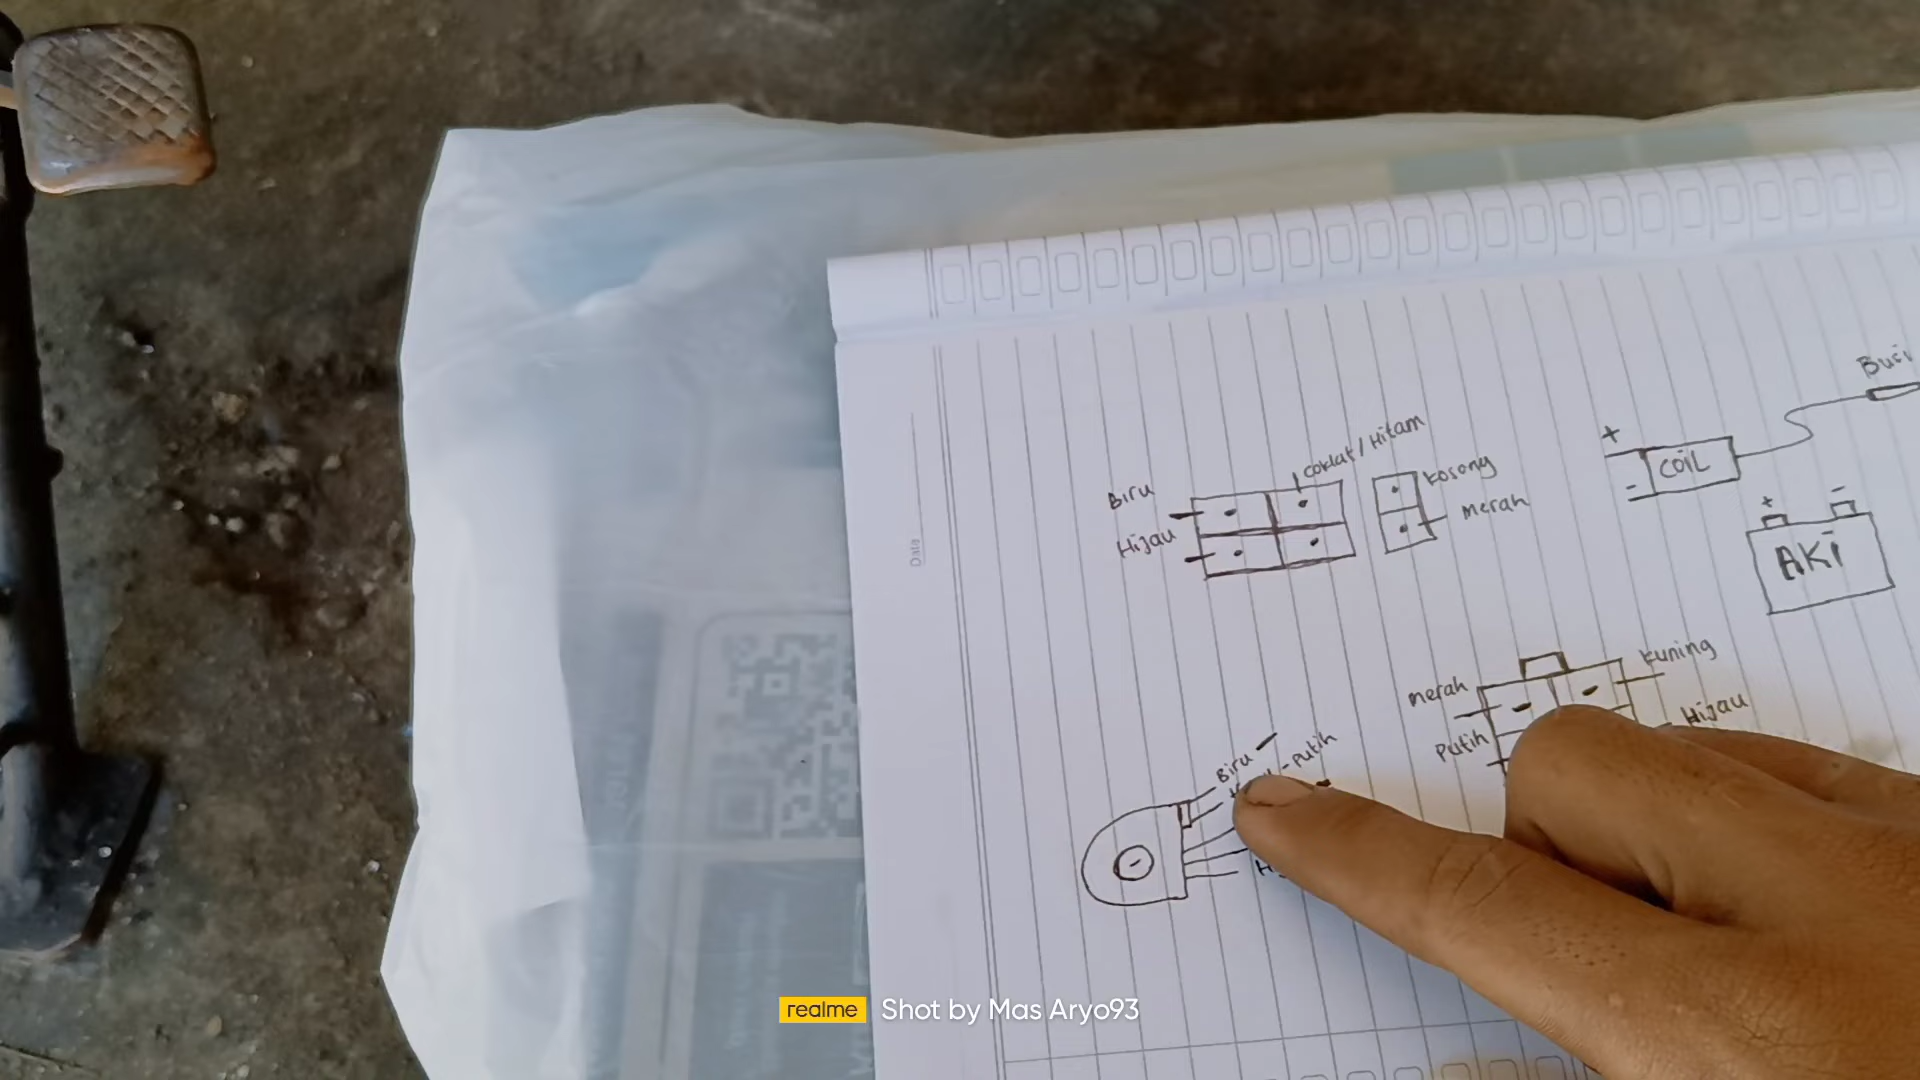 Date
Biru
Coklat / Hitam
Hijau
Kosong
merah
+
-
COIL
Busi
+
-
AKI
merah
Kuning
Putih
Hijau
Biru
- Putih
realme Shot by Mas Aryo93